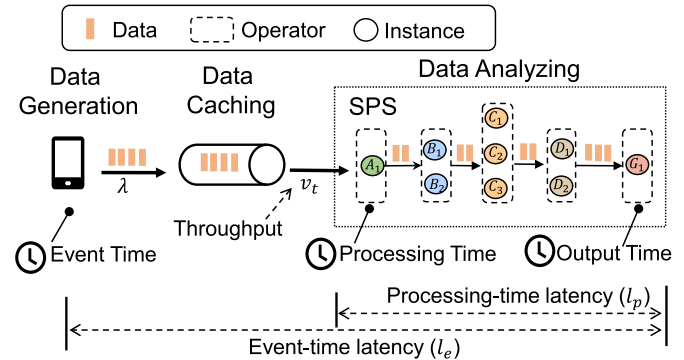 Data Operator Instance
Data Generation
Data Caching
Data Analyzing
SPS
λ
v_t
Throughput
A₁
B₁
B₂
C₁
C₂
C₃
D₁
D₂
G₁
Event Time
Processing Time
Output Time
Processing-time latency (l_p)
Event-time latency (l_e)